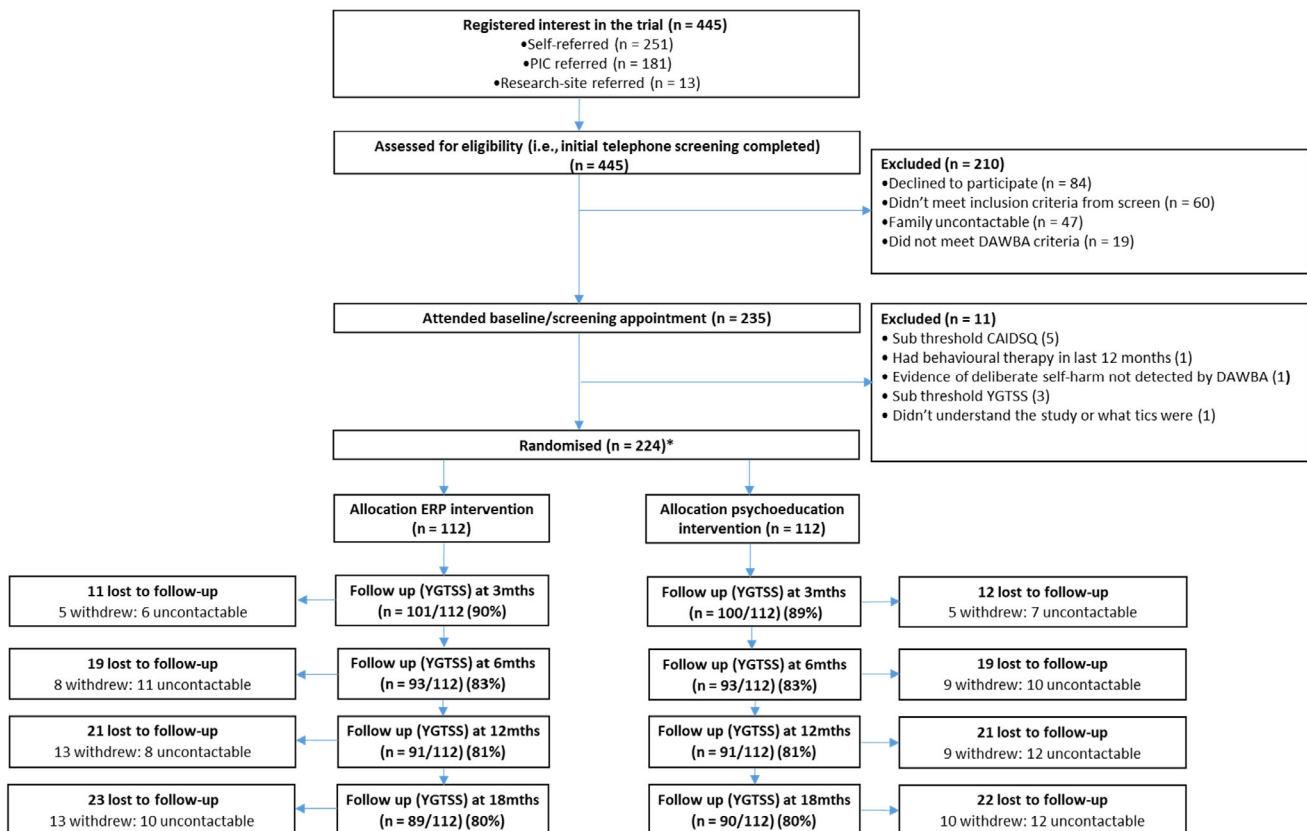 Registered interest in the trial (n = 445)
•Self-referred (n = 251)
•PIC referred (n = 181)
•Research-site referred (n = 13)
Assessed for eligibility (i.e., initial telephone screening completed)
(n = 445)
Excluded (n = 210)
•Declined to participate (n = 84)
•Didn't meet inclusion criteria from screen (n = 60)
•Family uncontactable (n = 47)
•Did not meet DAWBA criteria (n = 19)
Attended baseline/screening appointment (n = 235)
Excluded (n = 11)
• Sub threshold CAIDSQ (5)
• Had behavioural therapy in last 12 months (1)
• Evidence of deliberate self-harm not detected by DAWBA (1)
• Sub threshold YGTSS (3)
• Didn't understand the study or what tics were (1)
Randomised (n = 224)*
Allocation ERP intervention
(n = 112)
Allocation psychoeducation
intervention (n = 112)
11 lost to follow-up
5 withdrew: 6 uncontactable
Follow up (YGTSS) at 3mths
(n = 101/112 (90%)
Follow up (YGTSS) at 3mths
(n = 100/112) (89%)
12 lost to follow-up
5 withdrew: 7 uncontactable
19 lost to follow-up
8 withdrew: 11 uncontactable
Follow up (YGTSS) at 6mths
(n = 93/112) (83%)
Follow up (YGTSS) at 6mths
(n = 93/112) (83%)
19 lost to follow-up
9 withdrew: 10 uncontactable
21 lost to follow-up
13 withdrew: 8 uncontactable
Follow up (YGTSS) at 12mths
(n = 91/112) (81%)
Follow up (YGTSS) at 12mths
(n = 91/112) (81%)
21 lost to follow-up
9 withdrew: 12 uncontactable
23 lost to follow-up
13 withdrew: 10 uncontactable
Follow up (YGTSS) at 18mths
(n = 89/112) (80%)
Follow up (YGTSS) at 18mths
(n = 90/112) (80%)
22 lost to follow-up
10 withdrew: 12 uncontactable